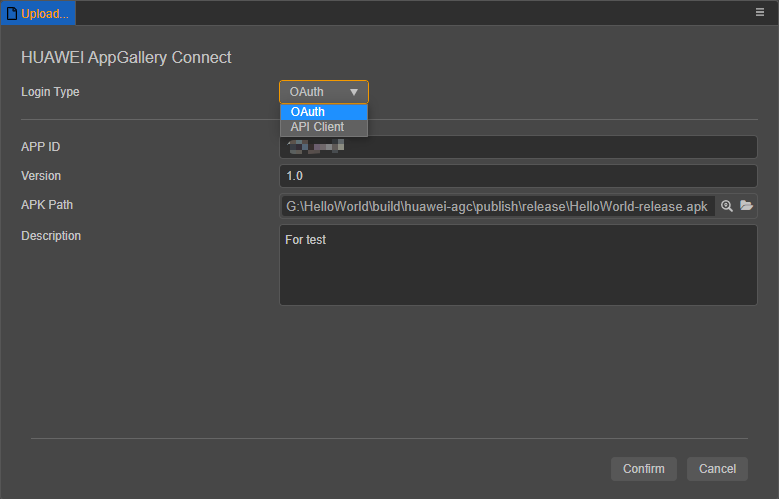 Upload...
HUAWEI AppGallery Connect
Login Type
OAuth
OAuth
API Client
APP ID
Version
1.0
APK Path
G:\HelloWorld\build\huawei-agc\publish\release\HelloWorld-release.apk
Description
For test
Confirm
Cancel